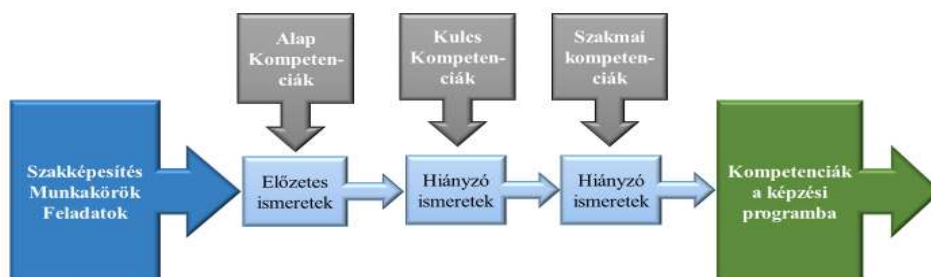 Alap
Kompeten-
ciák
Kulcs
Kompeten-
ciák
Szakmai
kompeten-
ciák
Szakképesítés
Munkakörök
Feladatok
Előzetes
ismeretek
Hiányzó
ismeretek
Hiányzó
ismeretek
Kompetenciák
a képzési
programba